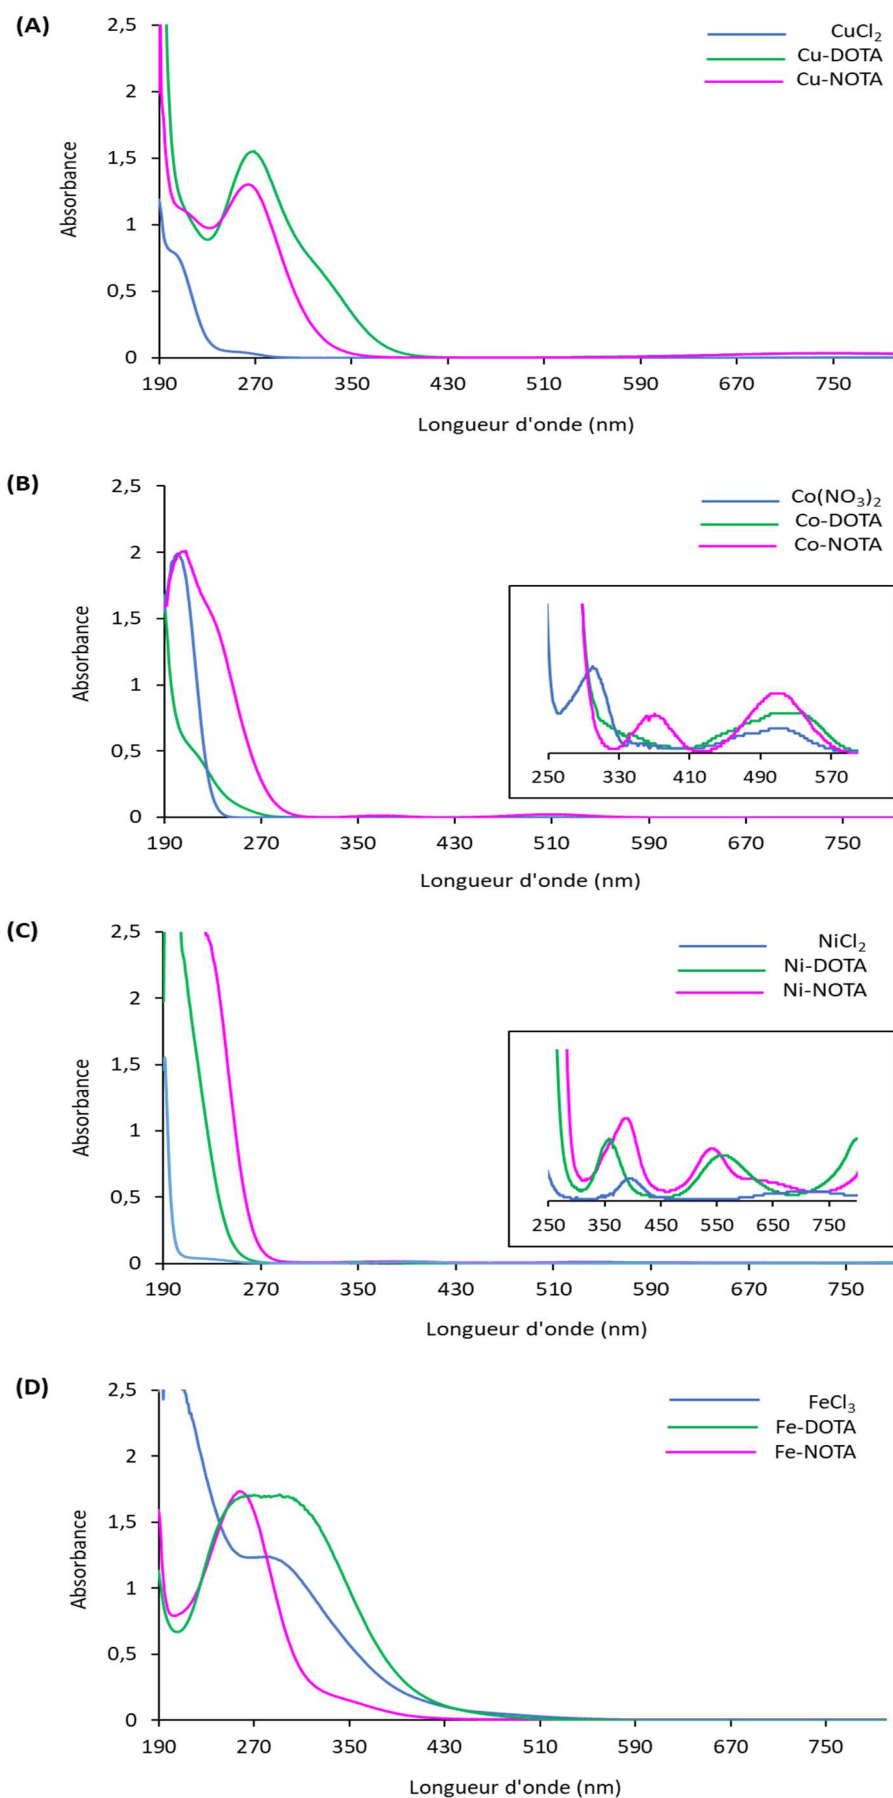 (A)
2,5
2
1,5
1
0,5
0
Absorbance
CuCl₂
Cu-DOTA
Cu-NOTA
190 270 350 430 510 590 670 750
Longueur d'onde (nm)
(B)
2,5
2
1,5
1
0,5
0
Absorbance
Co(NO₃)₂
Co-DOTA
Co-NOTA
250 330 410 490 570
190 270 350 430 510 590 670 750
Longueur d'onde (nm)
(C)
2,5
2
1,5
1
0,5
0
Absorbance
NiCl₂
Ni-DOTA
Ni-NOTA
250 350 450 550 650 750
190 270 350 430 510 590 670 750
Longueur d'onde (nm)
(D)
2,5
2
1,5
1
0,5
0
Absorbance
FeCl₃
Fe-DOTA
Fe-NOTA
190 270 350 430 510 590 670 750
Longueur d'onde (nm)